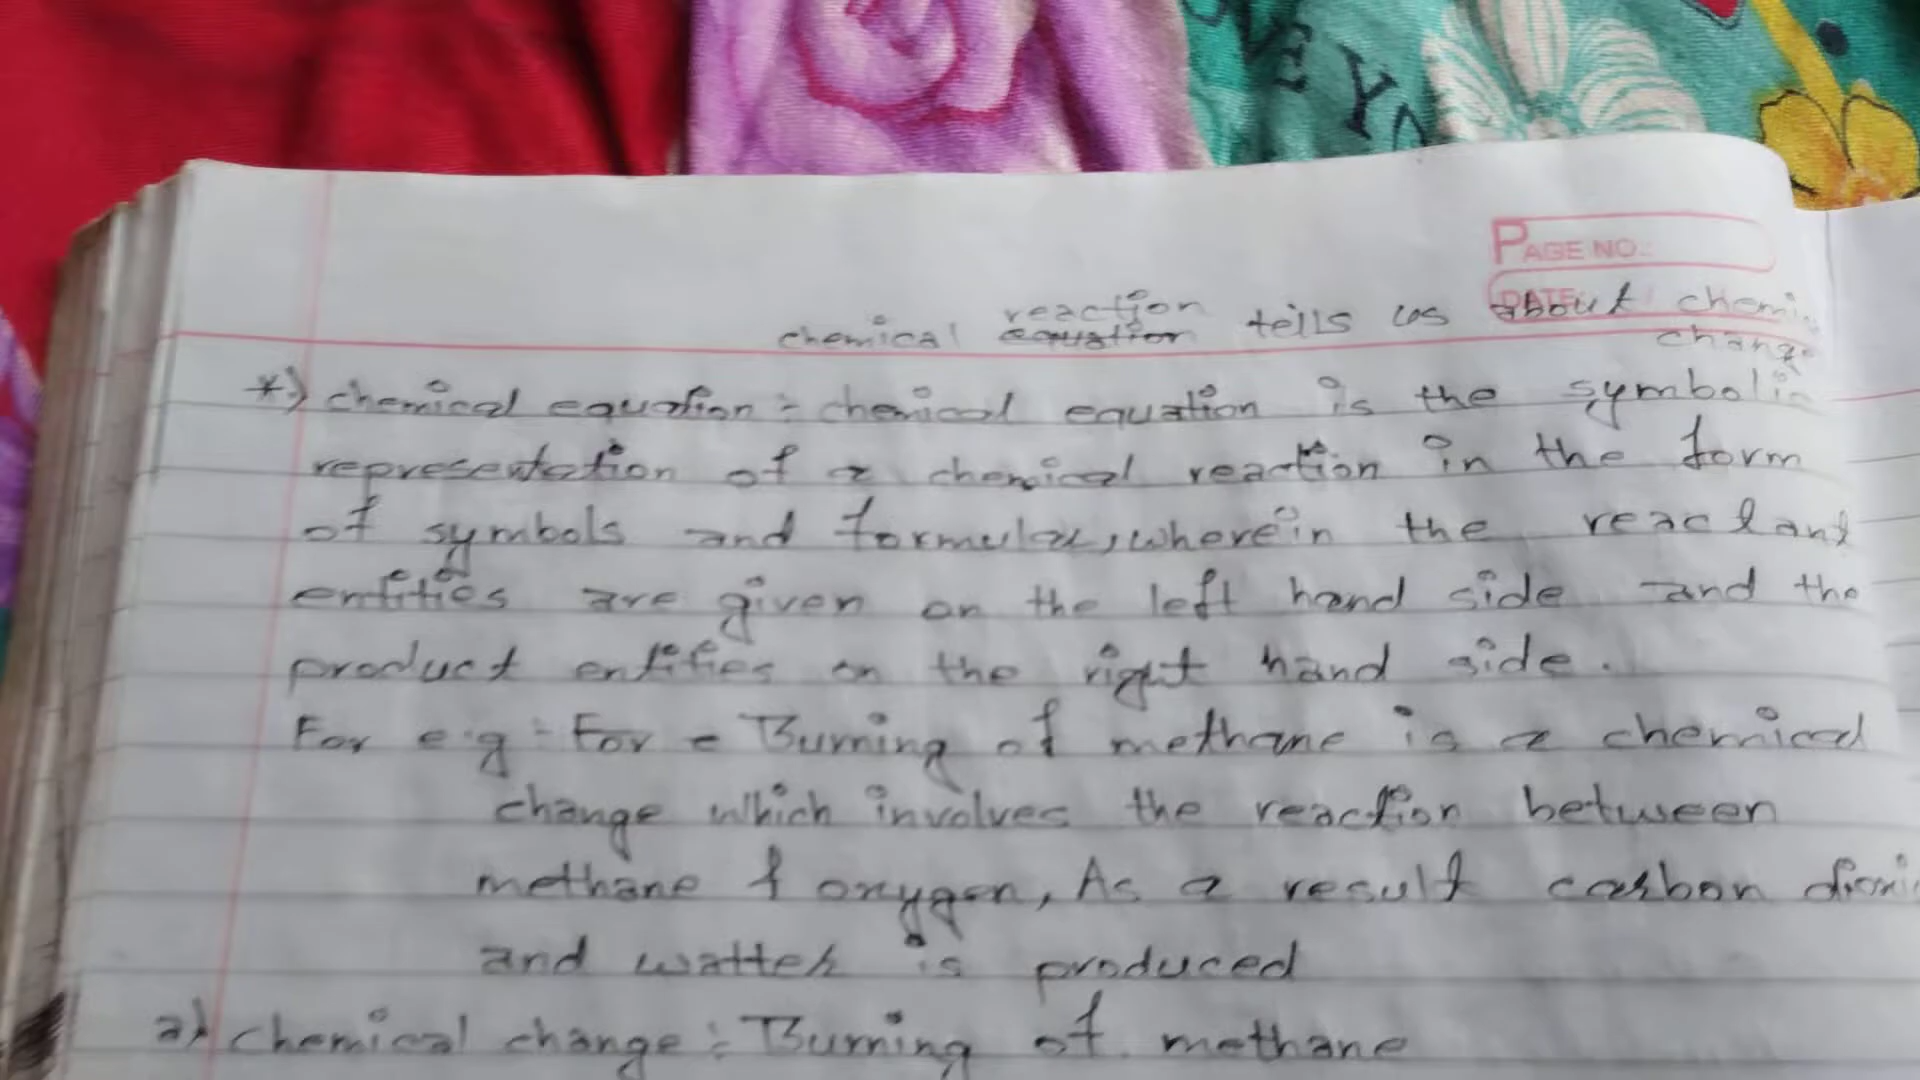 EY
PAGE NO.:
DATE:
reaction
chemical equation tells us about chemi
change
*) chemical equation :- chemical equation is the symbolic
representation of a chemical reaction in the form
of symbols and formulae, wherein the reactant
entities are given on the left hand side and the
product entities on the right hand side.
For e.g :- For - Burning of methane is a chemical
change which involves the reaction between
methane & oxygen, As a result carbon dioxi
and watter is produced
a) chemical change :- Burning of methane